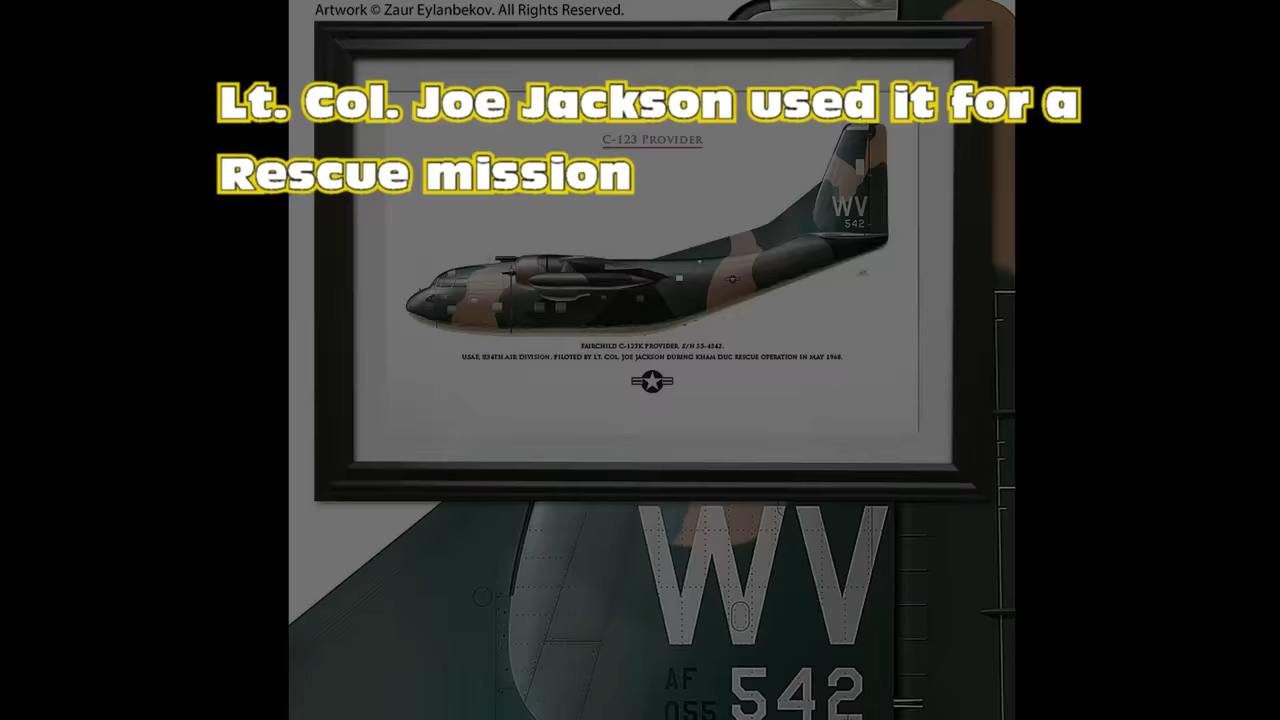 Artwork © Zaur Eylanbekov. All Rights Reserved.
Lt. Col. Joe Jackson used it for a
Rescue mission
C-123 PROVIDER
WV
542
FAIRCHILD C-123K PROVIDER. S/N 55-4542.
USAF, 834TH AIR DIVISION. PILOTED BY LT. COL. JOE JACKSON DURING KHAM DUC RESCUE OPERATION IN MAY 1968.
WV
AF
055 542